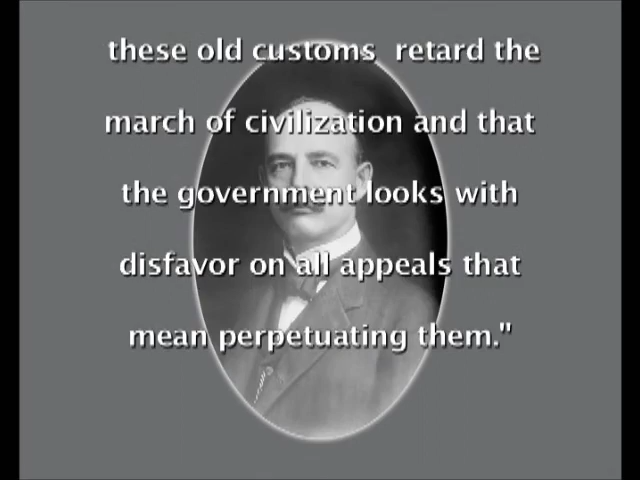 these old customs retard the
march of civilization and that
the government looks with
disfavor on all appeals that
mean perpetuating them."